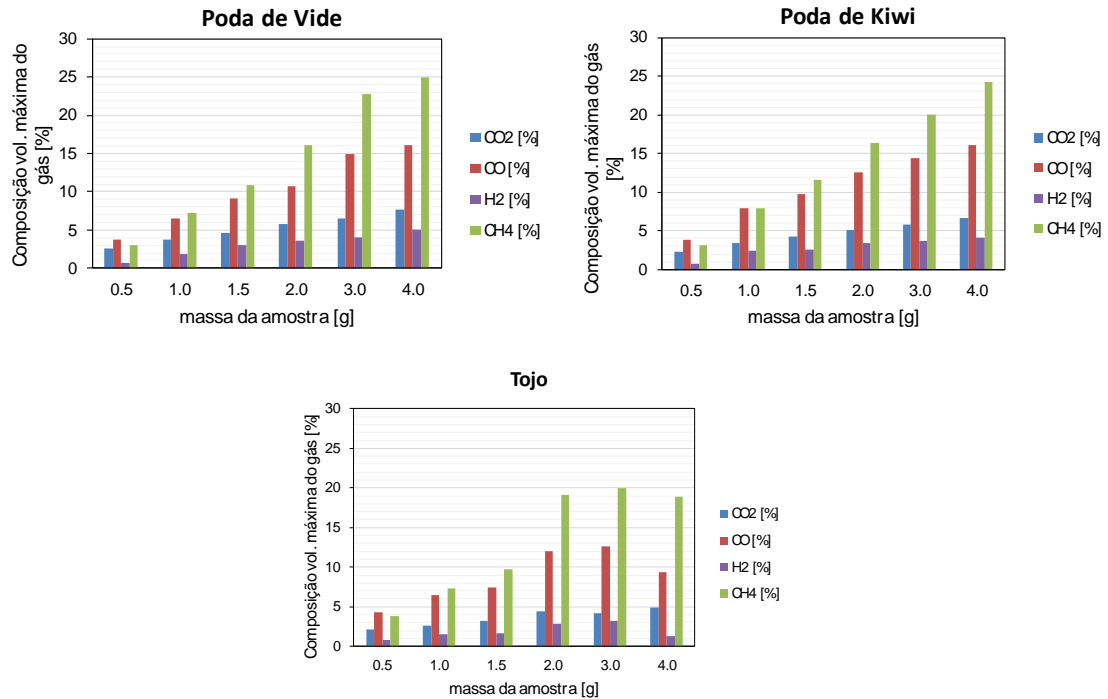 Poda de Vide
Composição vol. máxima do
gás [%]
30
25
20
15
10
5
0
0.5 1.0 1.5 2.0 3.0 4.0
massa da amostra [g]
CO2 [%]
CO [%]
H2 [%]
CH4 [%]
Poda de Kiwi
Composição vol. máxima do gás
[%]
30
25
20
15
10
5
0
0.5 1.0 1.5 2.0 3.0 4.0
massa da amostra [g]
CO2 [%]
CO [%]
H2 [%]
CH4 [%]
Tojo
Composição vol. máxima do gás [%]
30
25
20
15
10
5
0
0.5 1.0 1.5 2.0 3.0 4.0
massa da amostra [g]
CO2 [%]
CO [%]
H2 [%]
CH4 [%]